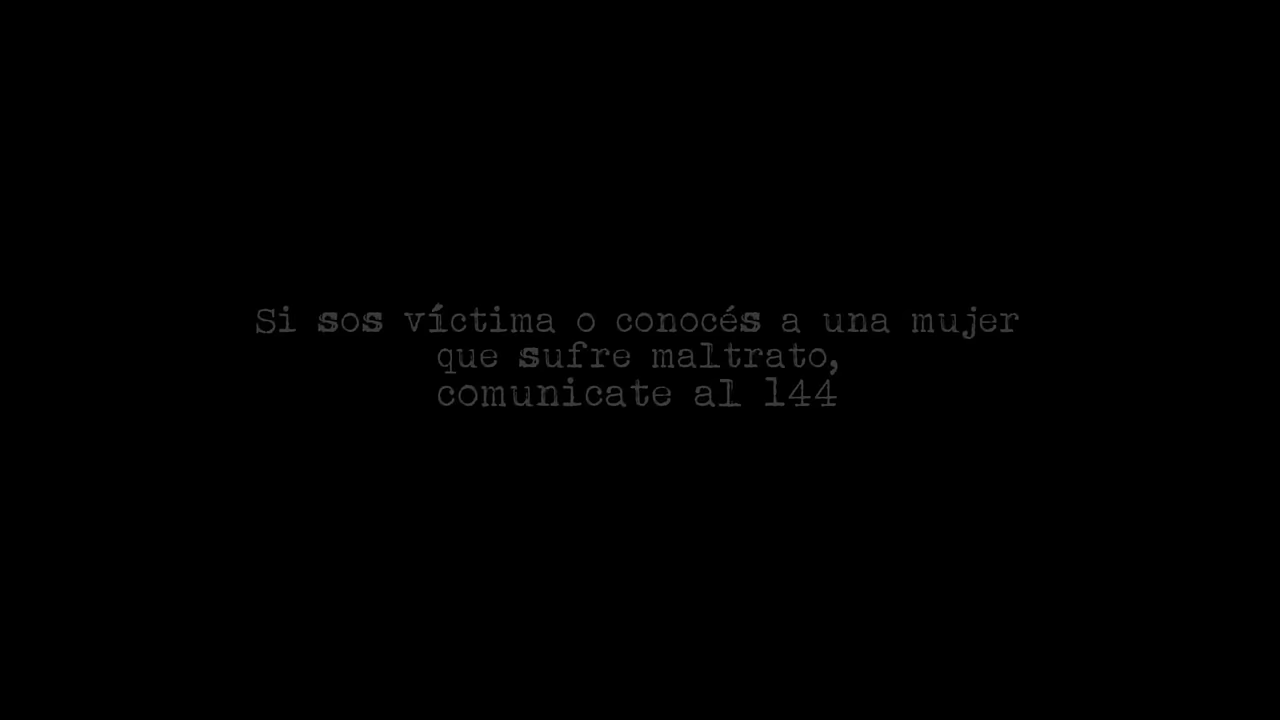 Si sos víctima o conocés a una mujer
que sufre maltrato,
comunicate al 144